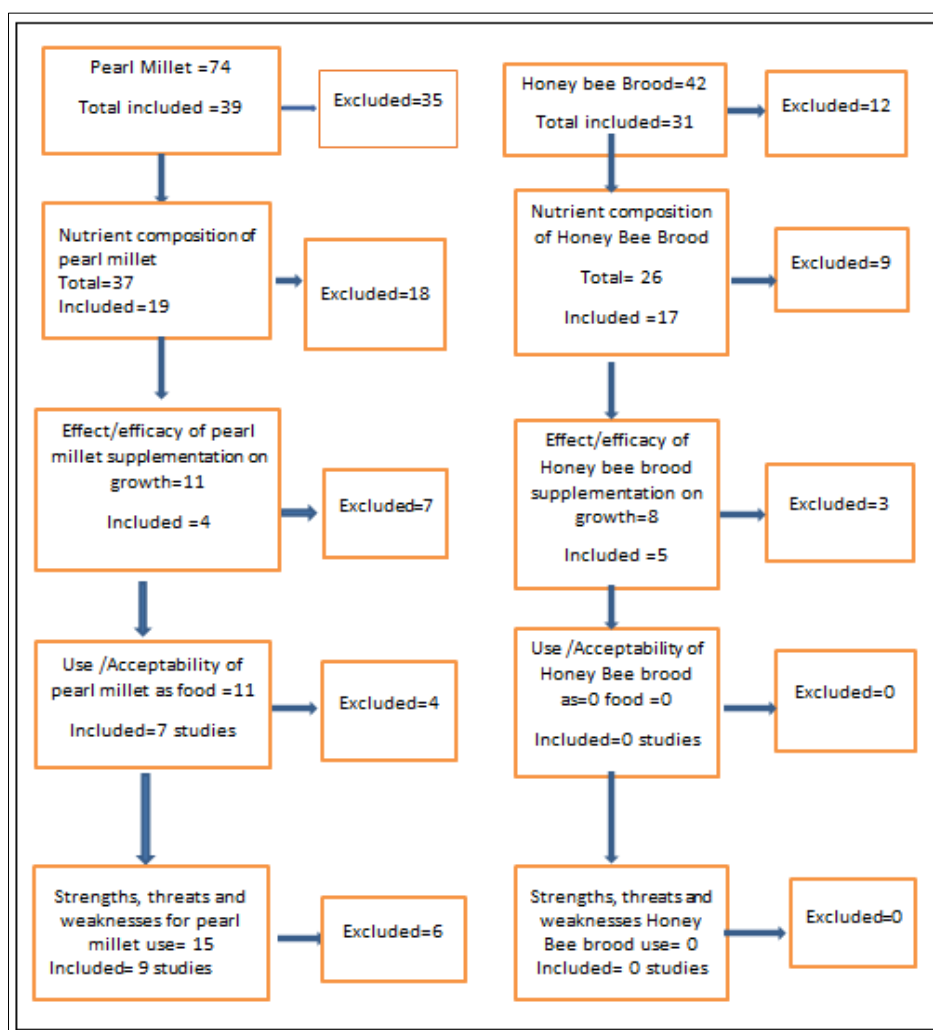 Pearl Millet =74
Total included =39
Excluded=35
Nutrient composition of
pearl millet
Total=37
Included=19
Excluded=18
Effect/efficacy of pearl
millet supplementation on
growth=11
Included =4
Excluded=7
Use /Acceptability of
pearl millet as food =11
Included=7 studies
Excluded=4
Strengths, threats and
weaknesses for pearl
millet use= 15
Included= 9 studies
Excluded=6
Honey bee Brood=42
Total included=31
Excluded=12
Nutrient composition
of Honey Bee Brood
Total= 26
Included =17
Excluded=9
Effect/efficacy of
Honey bee brood
supplementation on
growth=8
Included =5
Excluded=3
Use /Acceptability of
Honey Bee brood
as=0 food =0
Included=0 studies
Excluded=0
Strengths, threats and
weaknesses Honey
Bee brood use= 0
Included= 0 studies
Excluded=0